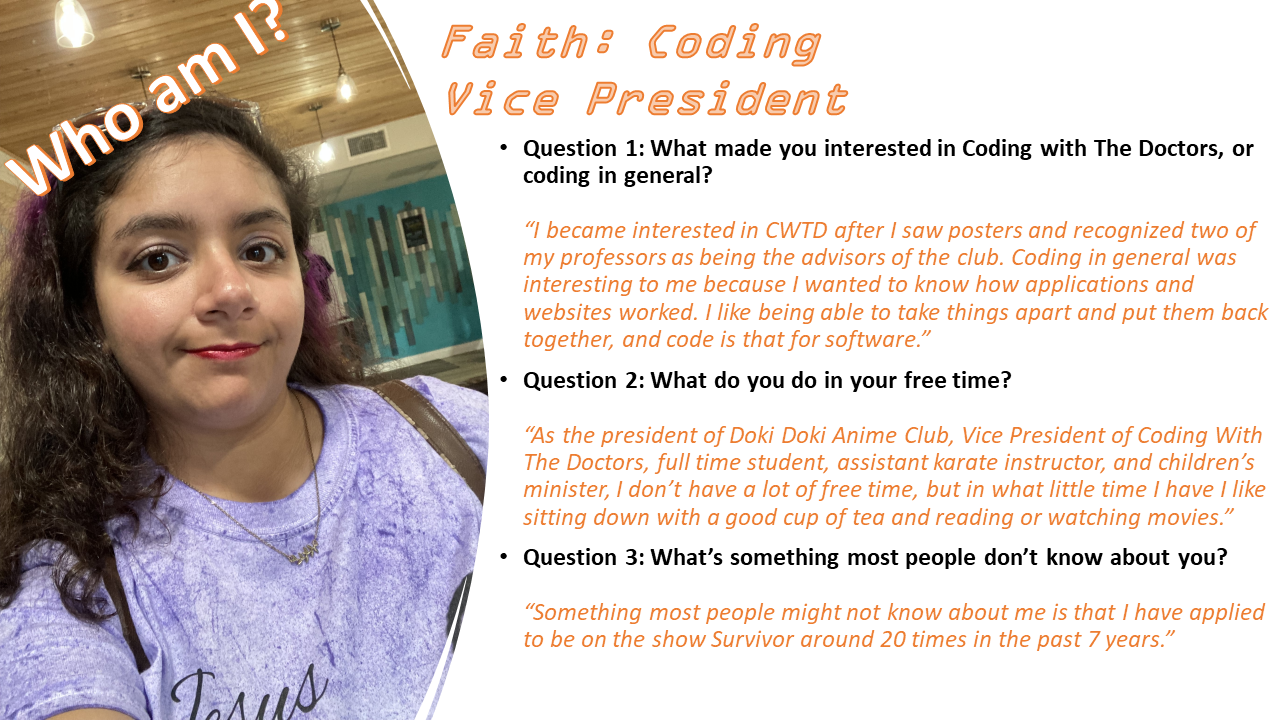 Who am I?
Faith: Coding
Vice President
• Question 1: What made you interested in Coding with The Doctors, or
coding in general?
“I became interested in CWTD after I saw posters and recognized two of
my professors as being the advisors of the club. Coding in general was
interesting to me because I wanted to know how applications and
websites worked. I like being able to take things apart and put them back
together, and code is that for software.”
• Question 2: What do you do in your free time?
“As the president of Doki Doki Anime Club, Vice President of Coding With
The Doctors, full time student, assistant karate instructor, and children’s
minister, I don’t have a lot of free time, but in what little time I have I like
sitting down with a good cup of tea and reading or watching movies.”
• Question 3: What’s something most people don’t know about you?
“Something most people might not know about me is that I have applied
to be on the show Survivor around 20 times in the past 7 years.”
Jesus